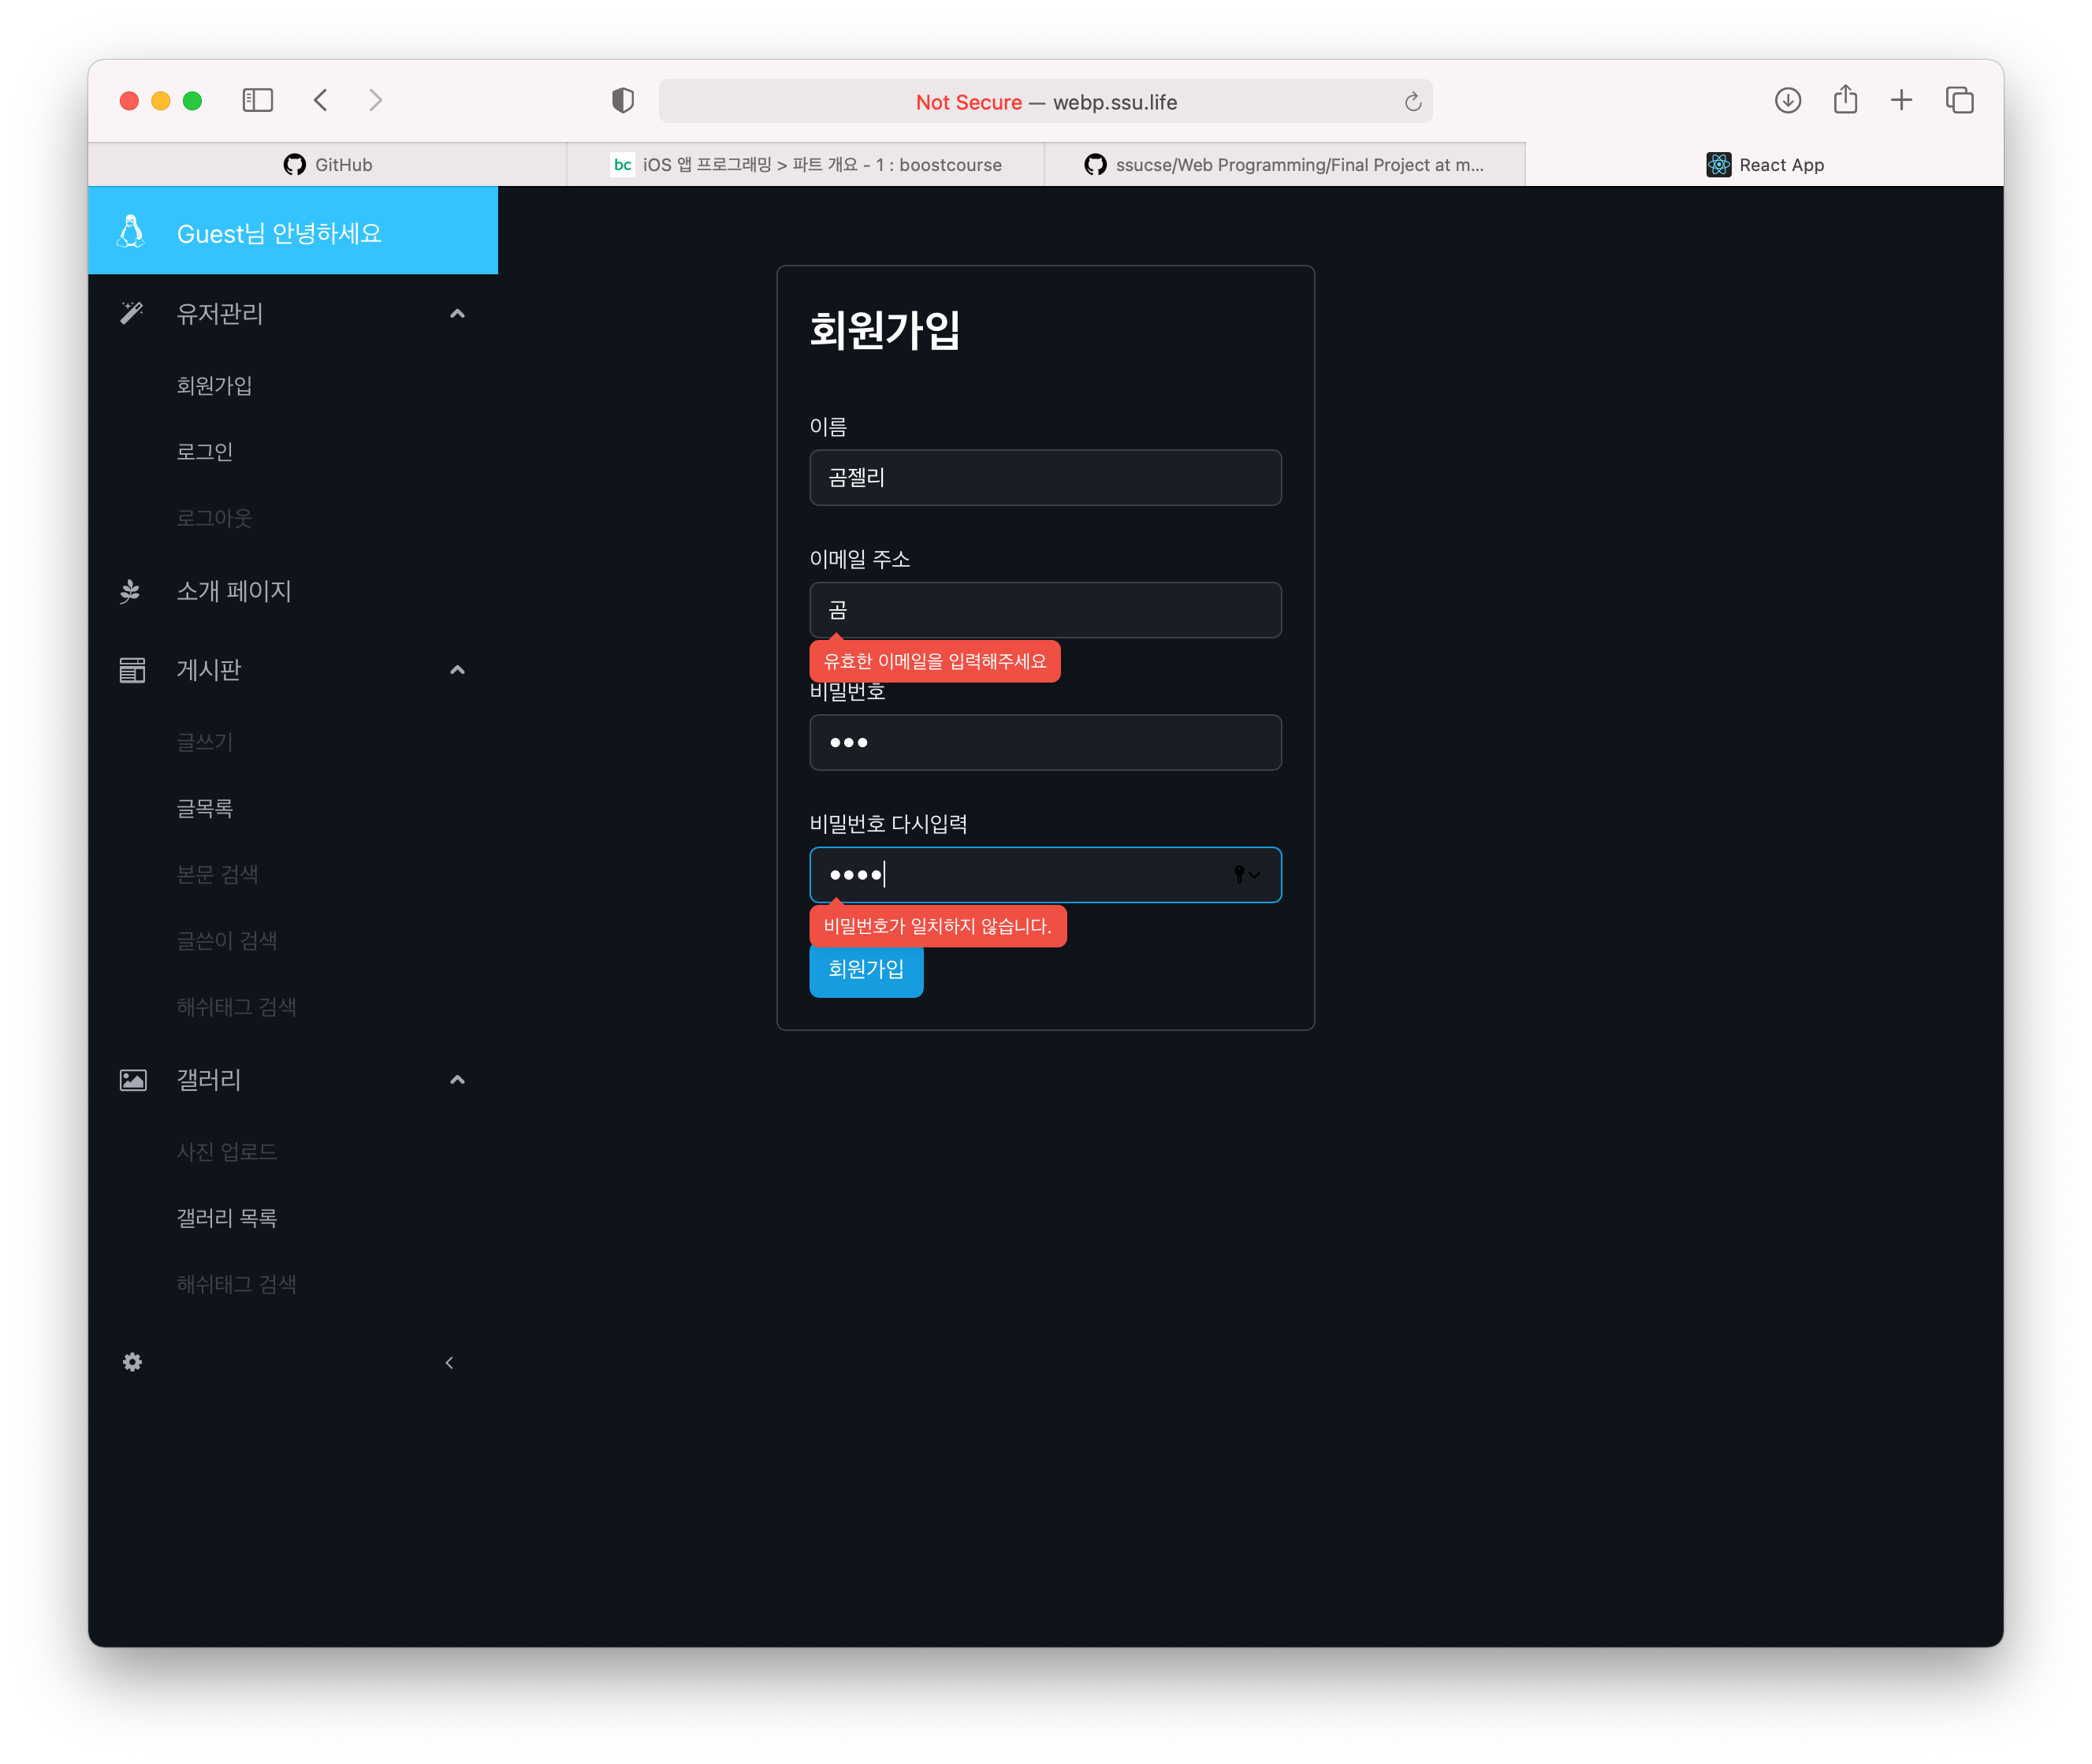 Not Secure — webp.ssu.life
GitHub
bc iOS 앱 프로그래밍 > 파트 개요 - 1 : boostcourse
ssucse/Web Programming/Final Project at m...
React App
Guest님 안녕하세요
유저관리
회원가입
로그인
로그아웃
소개 페이지
게시판
글쓰기
글목록
본문 검색
글쓴이 검색
해쉬태그 검색
갤러리
사진 업로드
갤러리 목록
해쉬태그 검색
회원가입
이름
곰젤리
이메일 주소
곰
유효한 이메일을 입력해주세요
비밀번호
비밀번호 다시입력
비밀번호가 일치하지 않습니다.
회원가입